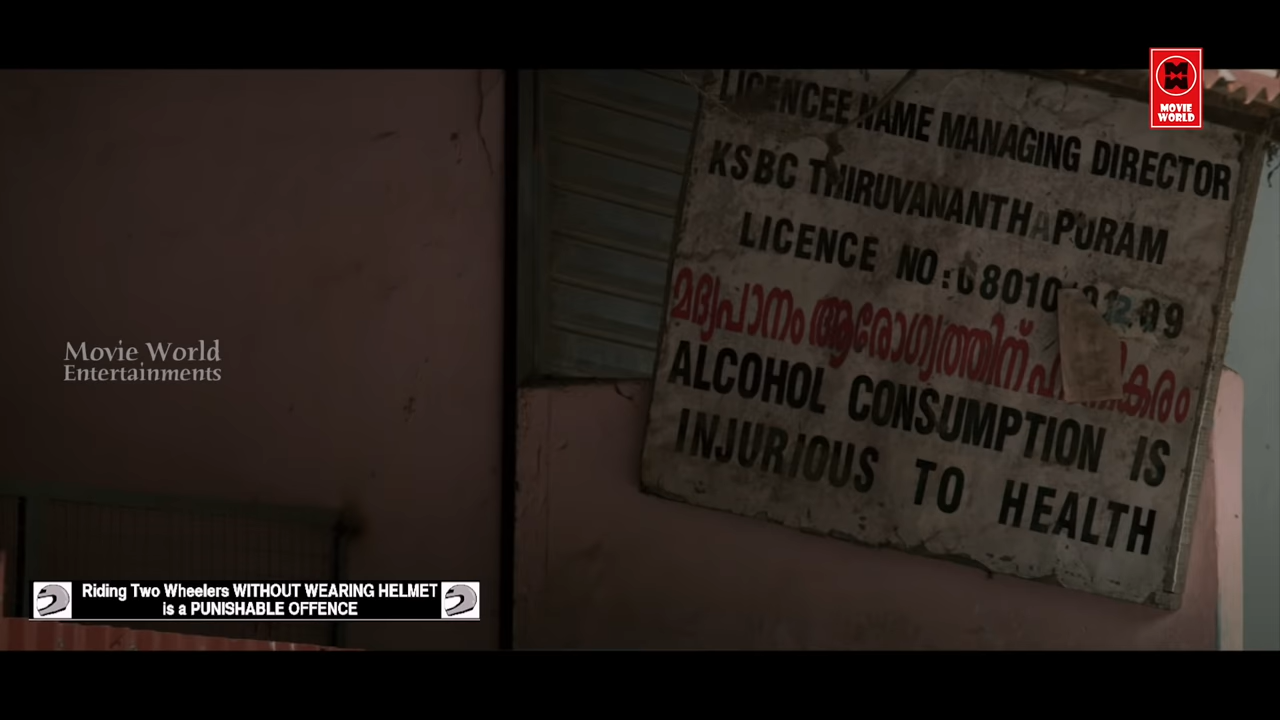 MOVIE
WORLD
LICENCEE NAME MANAGING DIRECTOR
KSBC THIRUVANANTHAPURAM
LICENCE NO:
മദ്യപാനം ആരോഗ്യത്തിന്
ALCOHOL CONSUMPTION IS
INJURIOUS TO HEALTH
Movie World
Entertainments
Riding Two Wheelers WITHOUT WEARING HELMET
is a PUNISHABLE OFFENCE